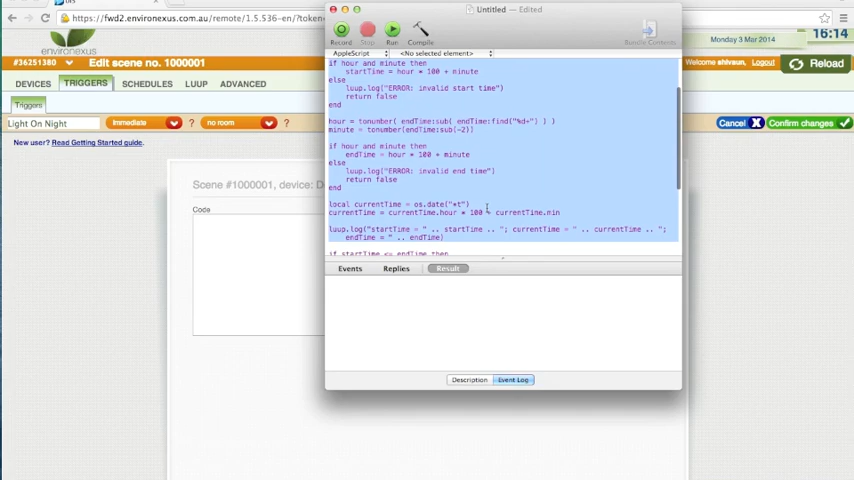 Untitled — Edited
https://fwd2.environexus.com.au/remote/1.5.536-en/?token=
Record
Stop
Run
Compile
Bundle Contents
16:14
Monday 3 Mar 2014
environexus
AppleScript
<No selected element>
#36251380
Edit scene no. 1000001
Welcome ahivsun, Logout
Reload
DEVICES
TRIGGERS
SCHEDULES
LUUP
ADVANCED
Triggers
Light On Night
Immediate
?
no room
?
Cancel
Confirm changes
New user? Read Getting Started guide.
Scene #1000001, device: D
Code
if hour and minute then
startTime = hour * 100 + minute
else
luup.log("ERROR: invalid start time")
return false
end
hour = tonumber( endTime:sub( endTime:find("%d+") ) )
minute = tonumber(endTime:sub(-2))
if hour and minute then
endTime = hour * 100 + minute
else
luup.log("ERROR: invalid end time")
return false
end
local currentTime = os.date("*t")
currentTime = currentTime.hour * 100 + currentTime.min
luup.log("startTime = " .. startTime .. "; currentTime = " .. currentTime .. ";
endTime = " .. endTime)
if startTime <= endTime then
Events
Replies
Result
Description
Event Log